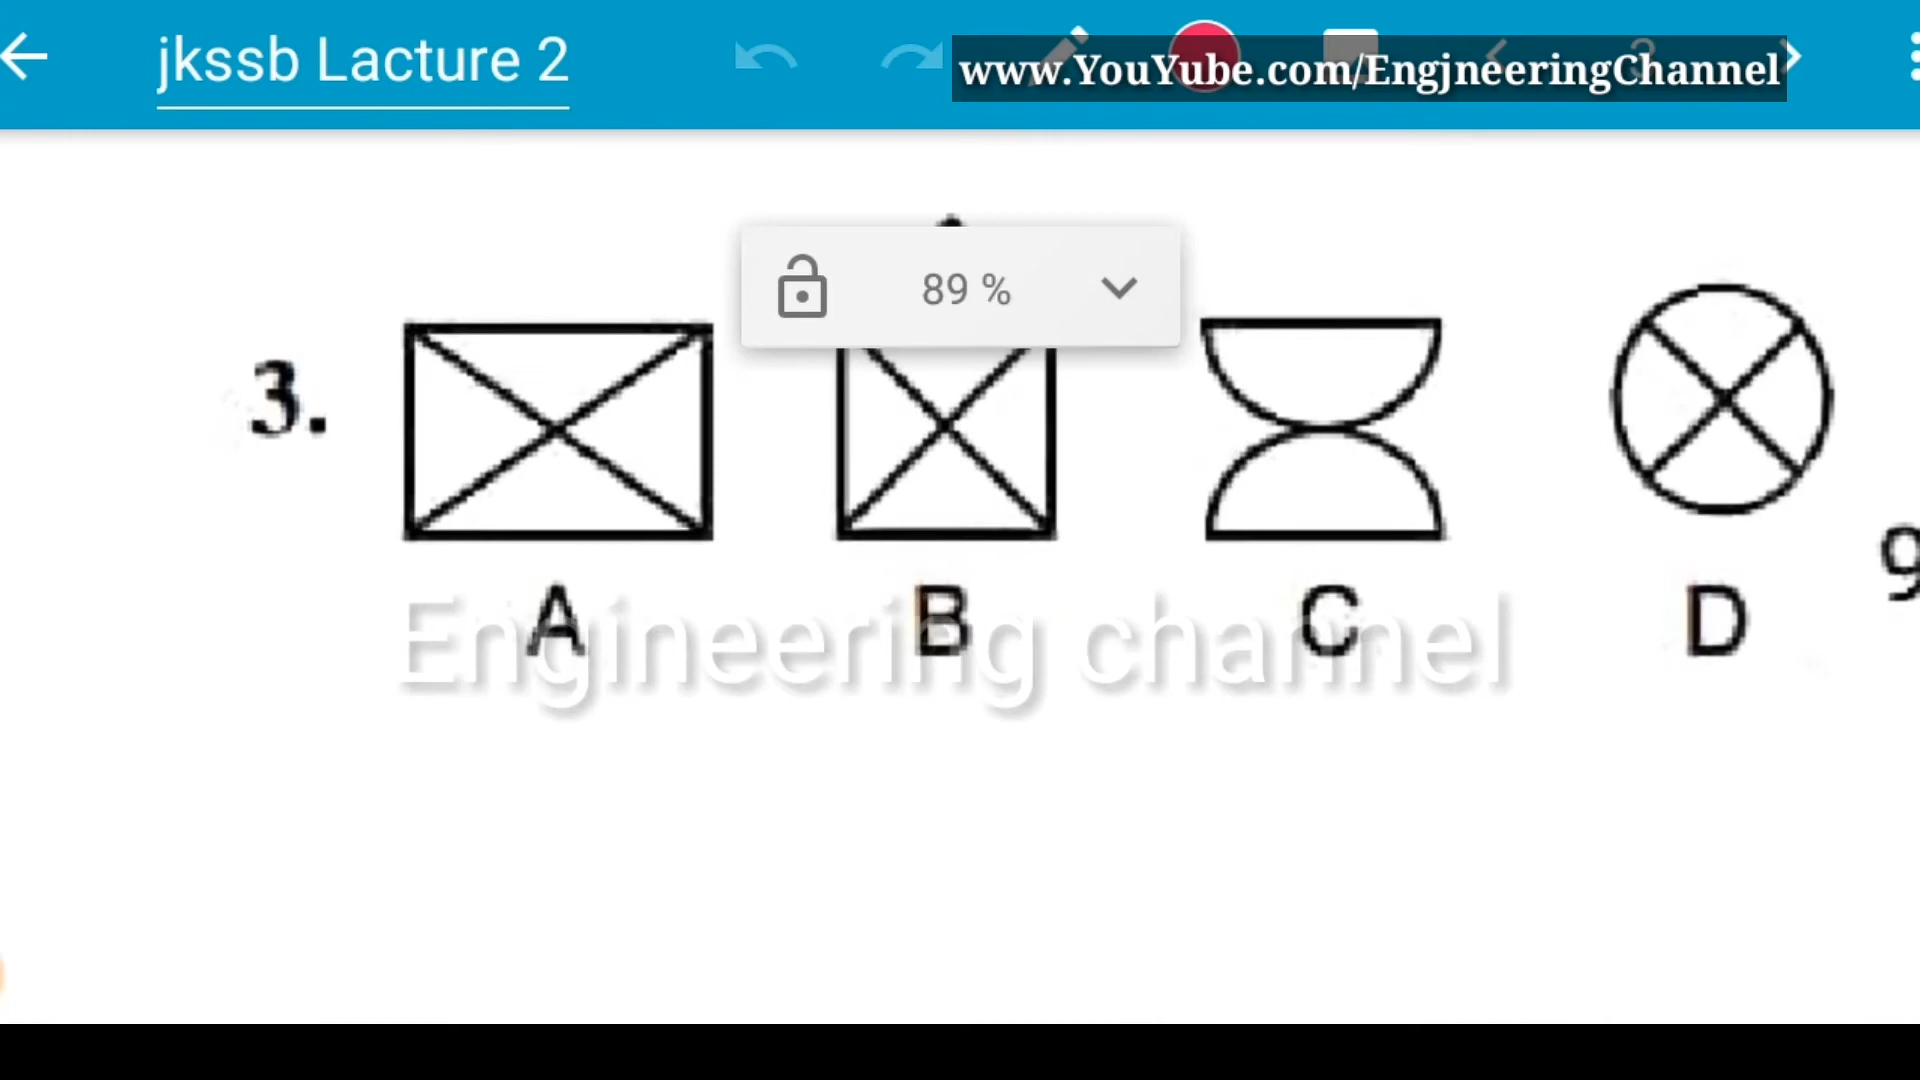 jkssb Lacture 2
www.YouYube.com/EngjneeringChannel
89 %
3.
A B C D
Engineering channel